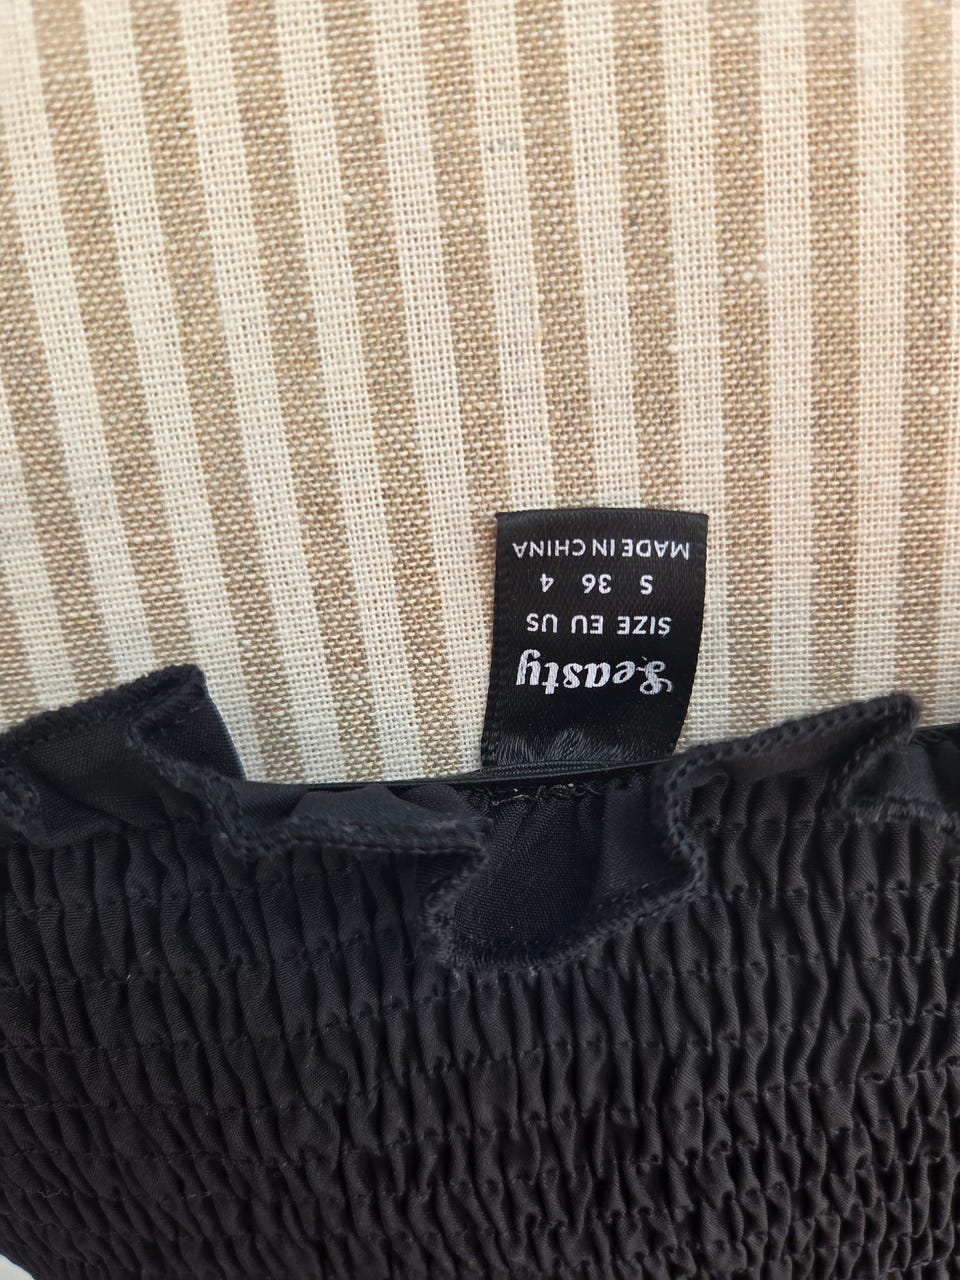 Leasty
SIZE EU US
S 36 4
MADE IN CHINA